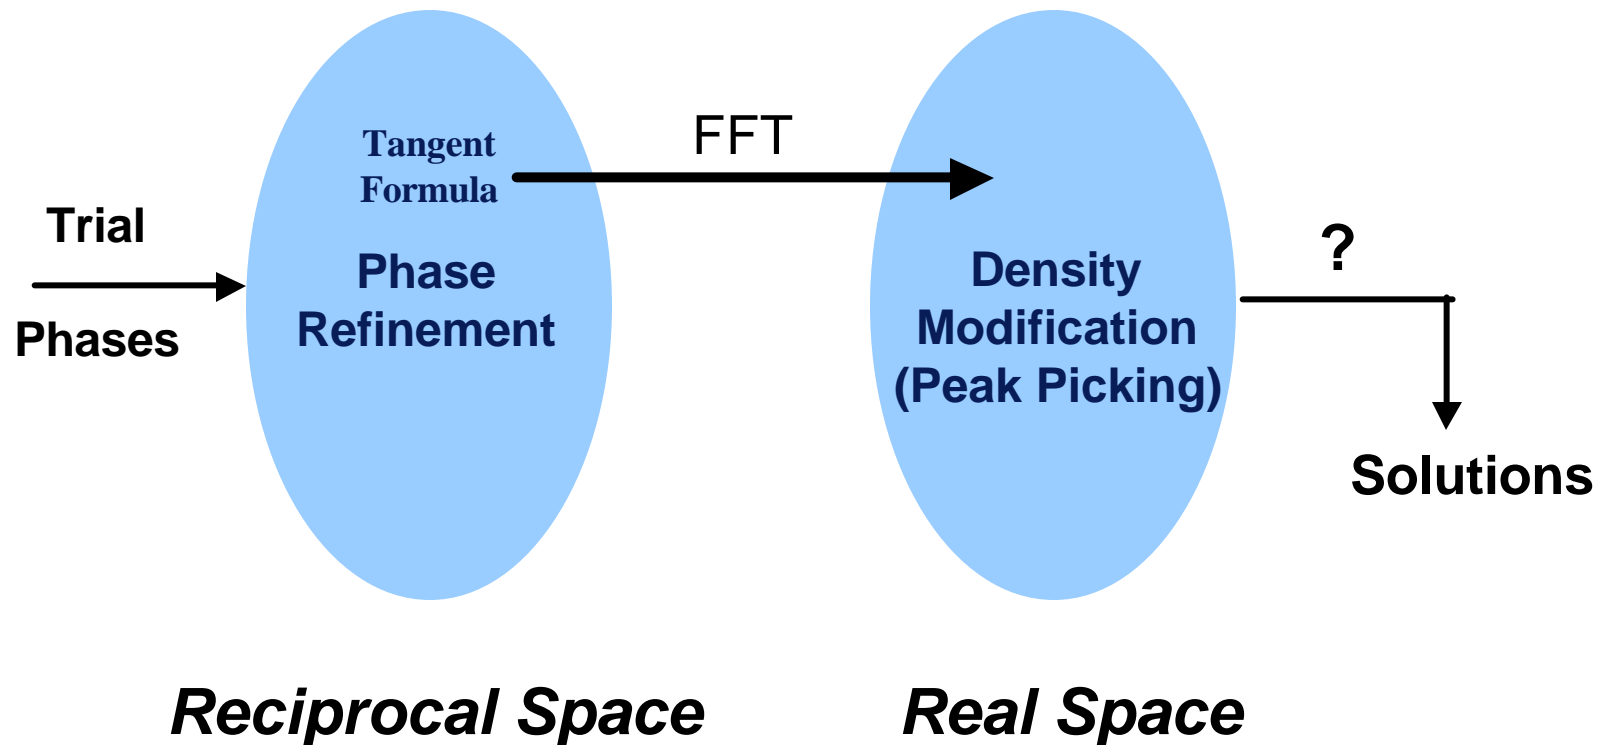 Trial
Phases
Tangent
Formula
Phase
Refinement
FFT
Density
Modification
(Peak Picking)
?
Solutions
Reciprocal Space
Real Space